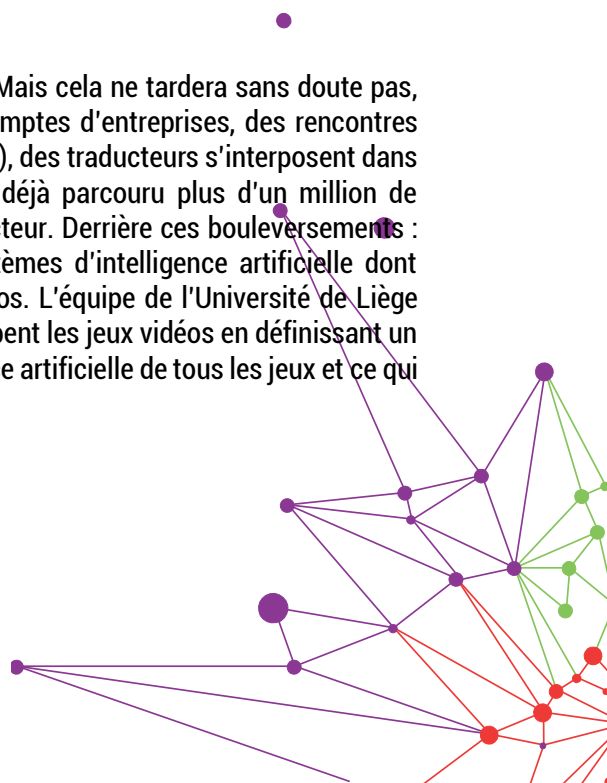 Mais cela ne tardera sans doute pas,
mptes d'entreprises, des rencontres
), des traducteurs s'interposent dans
déjà parcouru plus d'un million de
cteur. Derrière ces bouleversements :
tèmes d'intelligence artificielle dont
os. L'équipe de l'Université de Liège
pent les jeux vidéos en définissant un
e artificielle de tous les jeux et ce qui